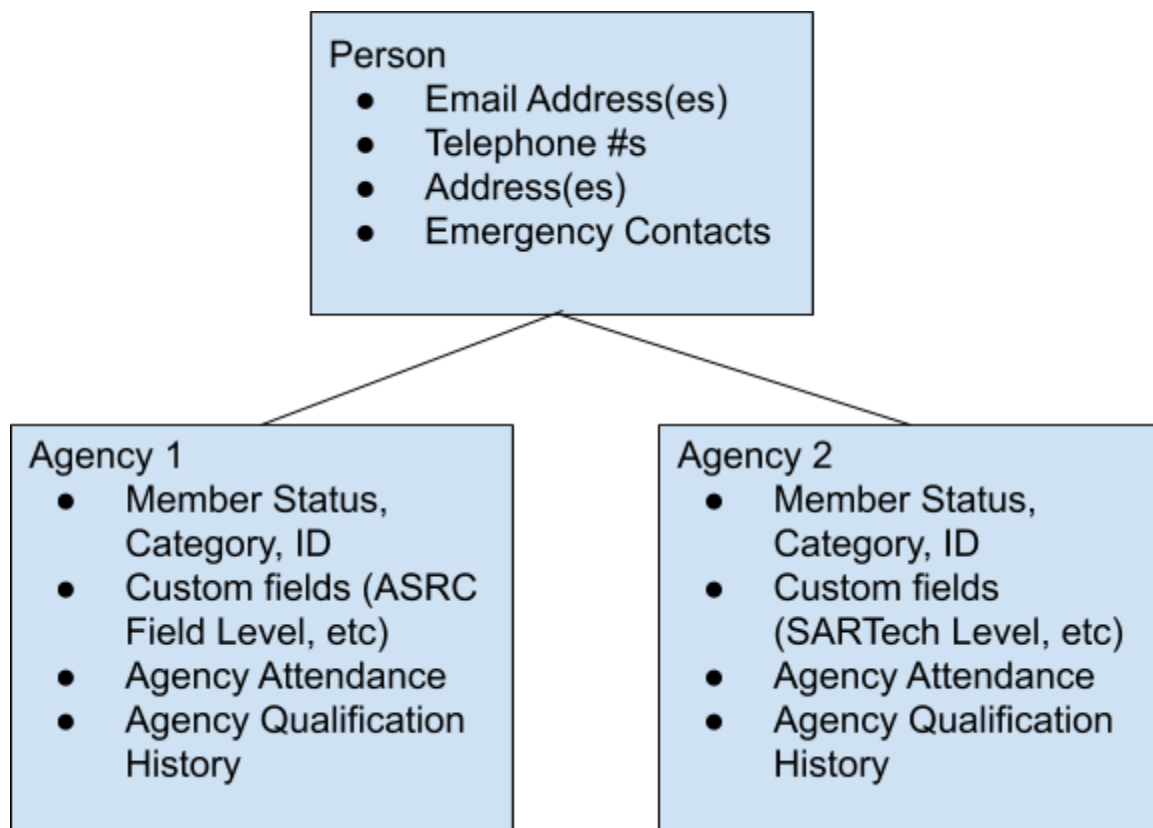 Person
● Email Address(es)
● Telephone #s
● Address(es)
● Emergency Contacts
Agency 1
● Member Status,
Category, ID
● Custom fields (ASRC
Field Level, etc)
● Agency Attendance
● Agency Qualification
History
Agency 2
● Member Status,
Category, ID
● Custom fields
(SARTech Level, etc)
● Agency Attendance
● Agency Qualification
History